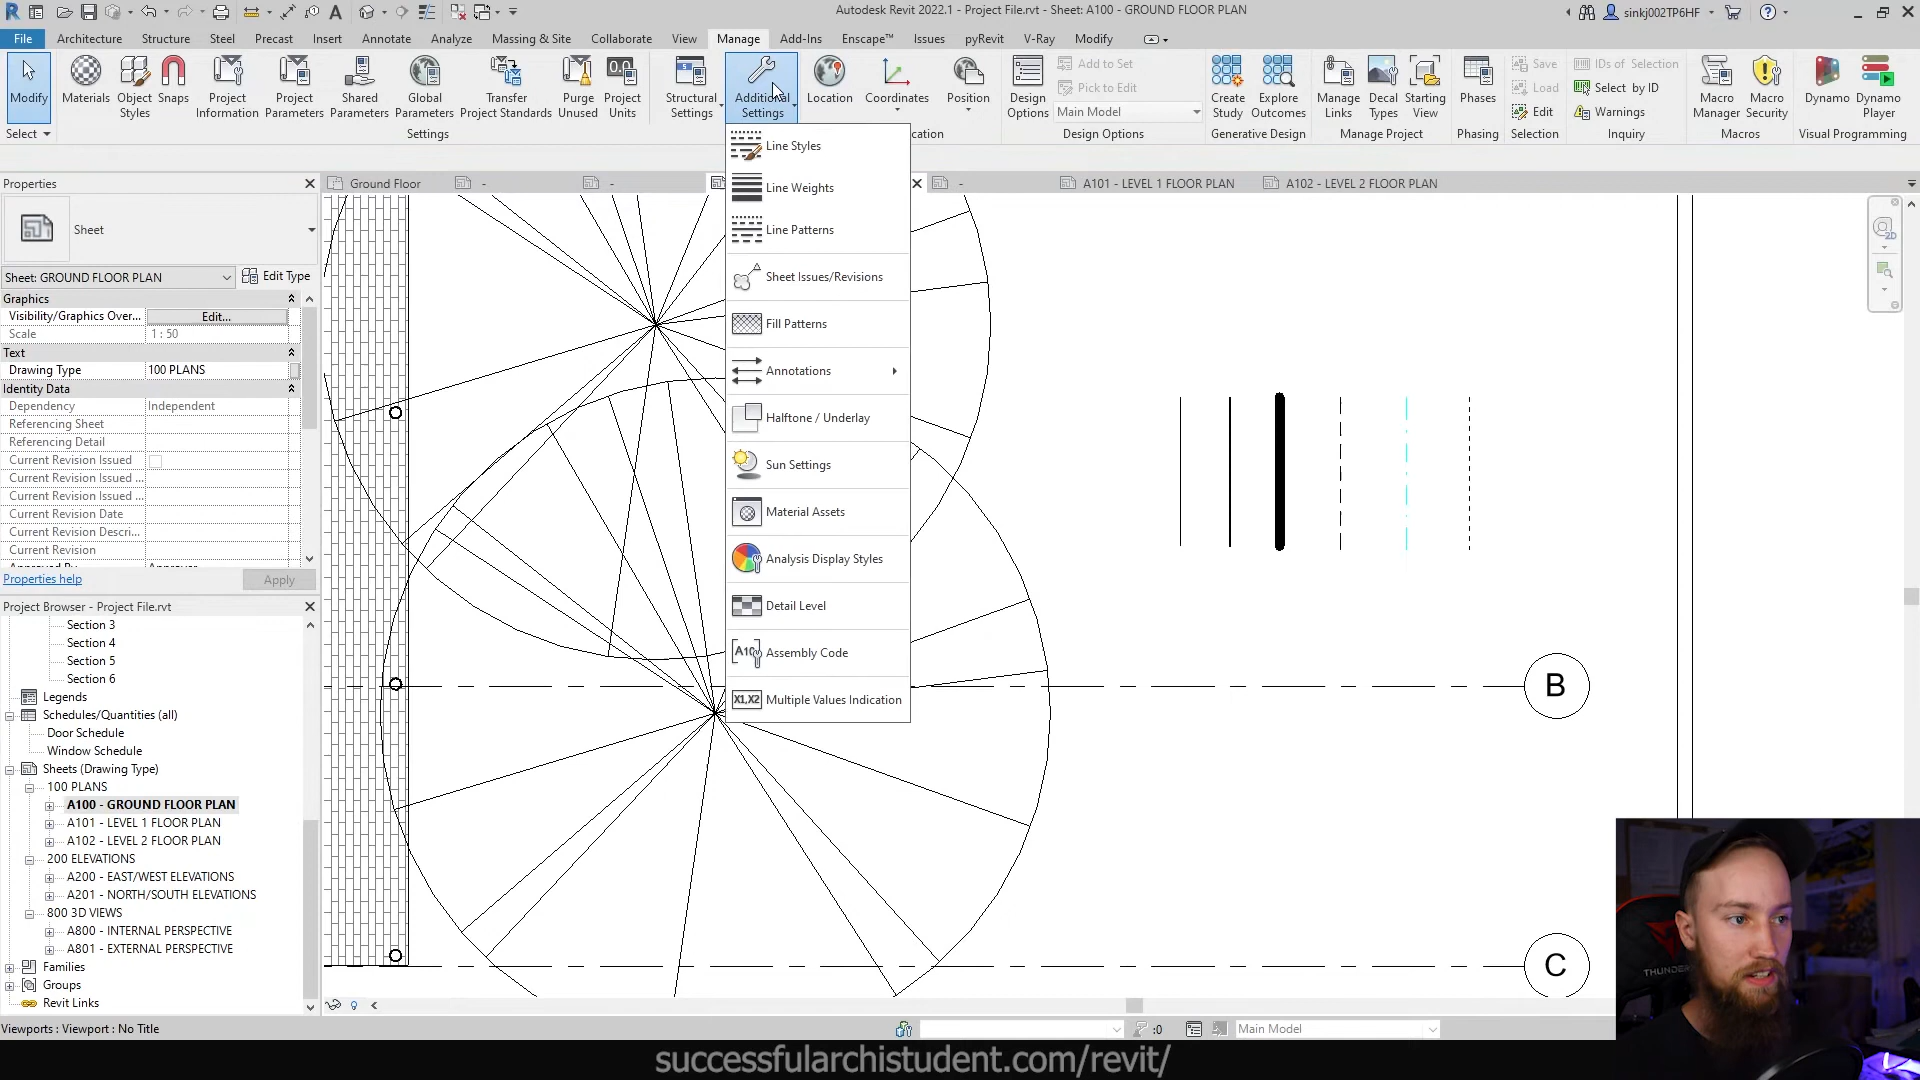 Autodesk Revit 2022.1 - Project File.rvt - Sheet: A100 - GROUND FLOOR PLAN
sinkj002TP6HF
File Architecture Structure Steel Precast Insert Annotate Analyze Massing & Site Collaborate View Manage Add-Ins Enscape™ Issues pyRevit V-Ray Modify
Modify
Select
Materials
Object Styles
Snaps
Project Information
Project Parameters
Shared Parameters
Global Parameters
Transfer Project Standards
Purge Unused
Project Units
Settings
Structural Settings
Additional Settings
Location
Coordinates
Position
cation
Design Options
Add to Set
Pick to Edit
Main Model
Design Options
Create Study
Explore Outcomes
Generative Design
Manage Links
Decal Types
Starting View
Manage Project
Phases
Phasing
Save
Load
Edit
Selection
IDs of Selection
Select by ID
Warnings
Inquiry
Macro Manager
Macro Security
Macros
Dynamo
Dynamo Player
Visual Programming
Line Styles
Line Weights
Line Patterns
Sheet Issues/Revisions
Fill Patterns
Annotations
Halftone / Underlay
Sun Settings
Material Assets
Analysis Display Styles
Detail Level
Assembly Code
X1,X2 Multiple Values Indication
Ground Floor - - - A101 - LEVEL 1 FLOOR PLAN A102 - LEVEL 2 FLOOR PLAN
Properties
Sheet
Sheet: GROUND FLOOR PLAN Edit Type
Graphics
Visibility/Graphics Over... Edit...
Scale 1 : 50
Text
Drawing Type 100 PLANS
Identity Data
Dependency Independent
Referencing Sheet
Referencing Detail
Current Revision Issued
Current Revision Issued ...
Current Revision Issued ...
Current Revision Date
Current Revision Descri...
Current Revision
Approved By Approver
Properties help Apply
Project Browser - Project File.rvt
Section 3
Section 4
Section 5
Section 6
Legends
Schedules/Quantities (all)
Door Schedule
Window Schedule
Sheets (Drawing Type)
100 PLANS
A100 - GROUND FLOOR PLAN
A101 - LEVEL 1 FLOOR PLAN
A102 - LEVEL 2 FLOOR PLAN
200 ELEVATIONS
A200 - EAST/WEST ELEVATIONS
A201 - NORTH/SOUTH ELEVATIONS
800 3D VIEWS
A800 - INTERNAL PERSPECTIVE
A801 - EXTERNAL PERSPECTIVE
Families
Groups
Revit Links
B
C
2D
THUNDER
Viewports : Viewport : No Title
:0
Main Model
successfularchistudent.com/revit/